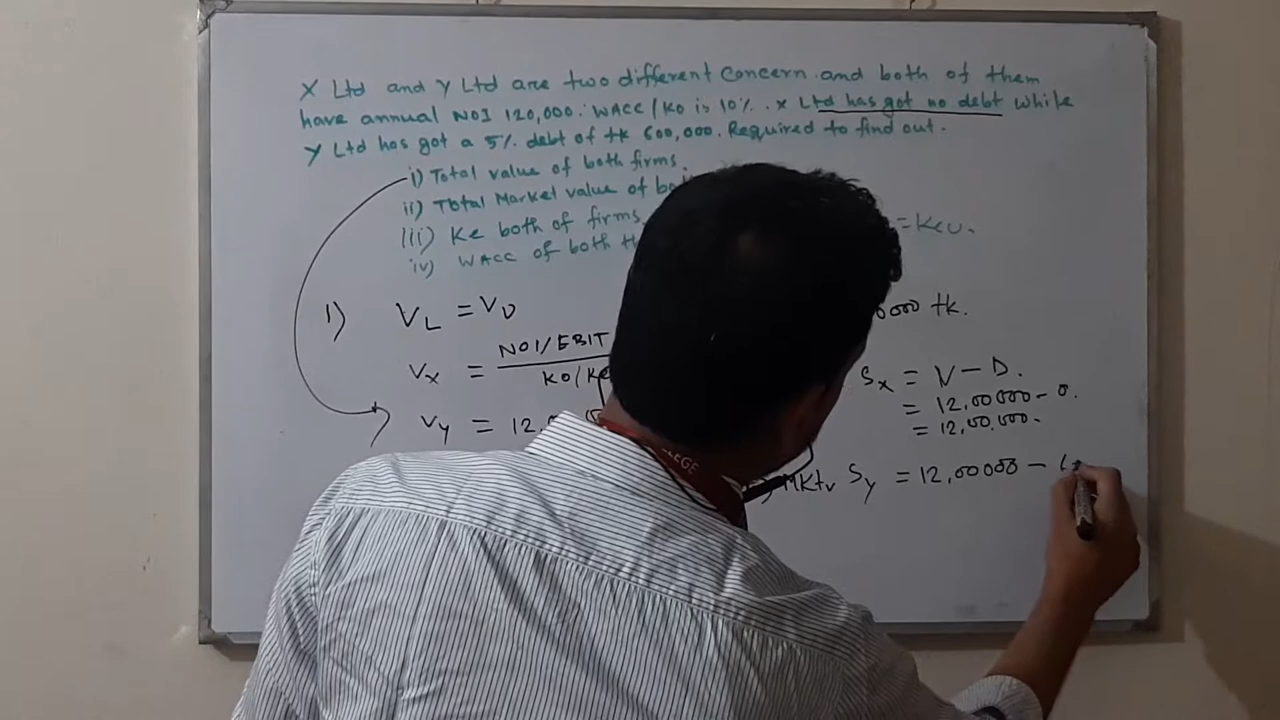 X Ltd and Y Ltd are two different Concern and both of them
have annual NOI 120,000. WACC/Ko is 10%. X Ltd has got no debt while
Y Ltd has got a 5% debt of tk 600,000. Required to find out.
i) Total value of both firms.
ii) Total Market value of
iii) Ke both of firms. = Keu.
iv) WACC of both
1) VL = VU 0000 tk.
Vx = NOI/EBIT
KO/Ke
Sx = V - D.
= 12,00000 - 0.
= 12,00,000.
Vy = 12,
MKtv Sy = 12,00000 -
LEGE